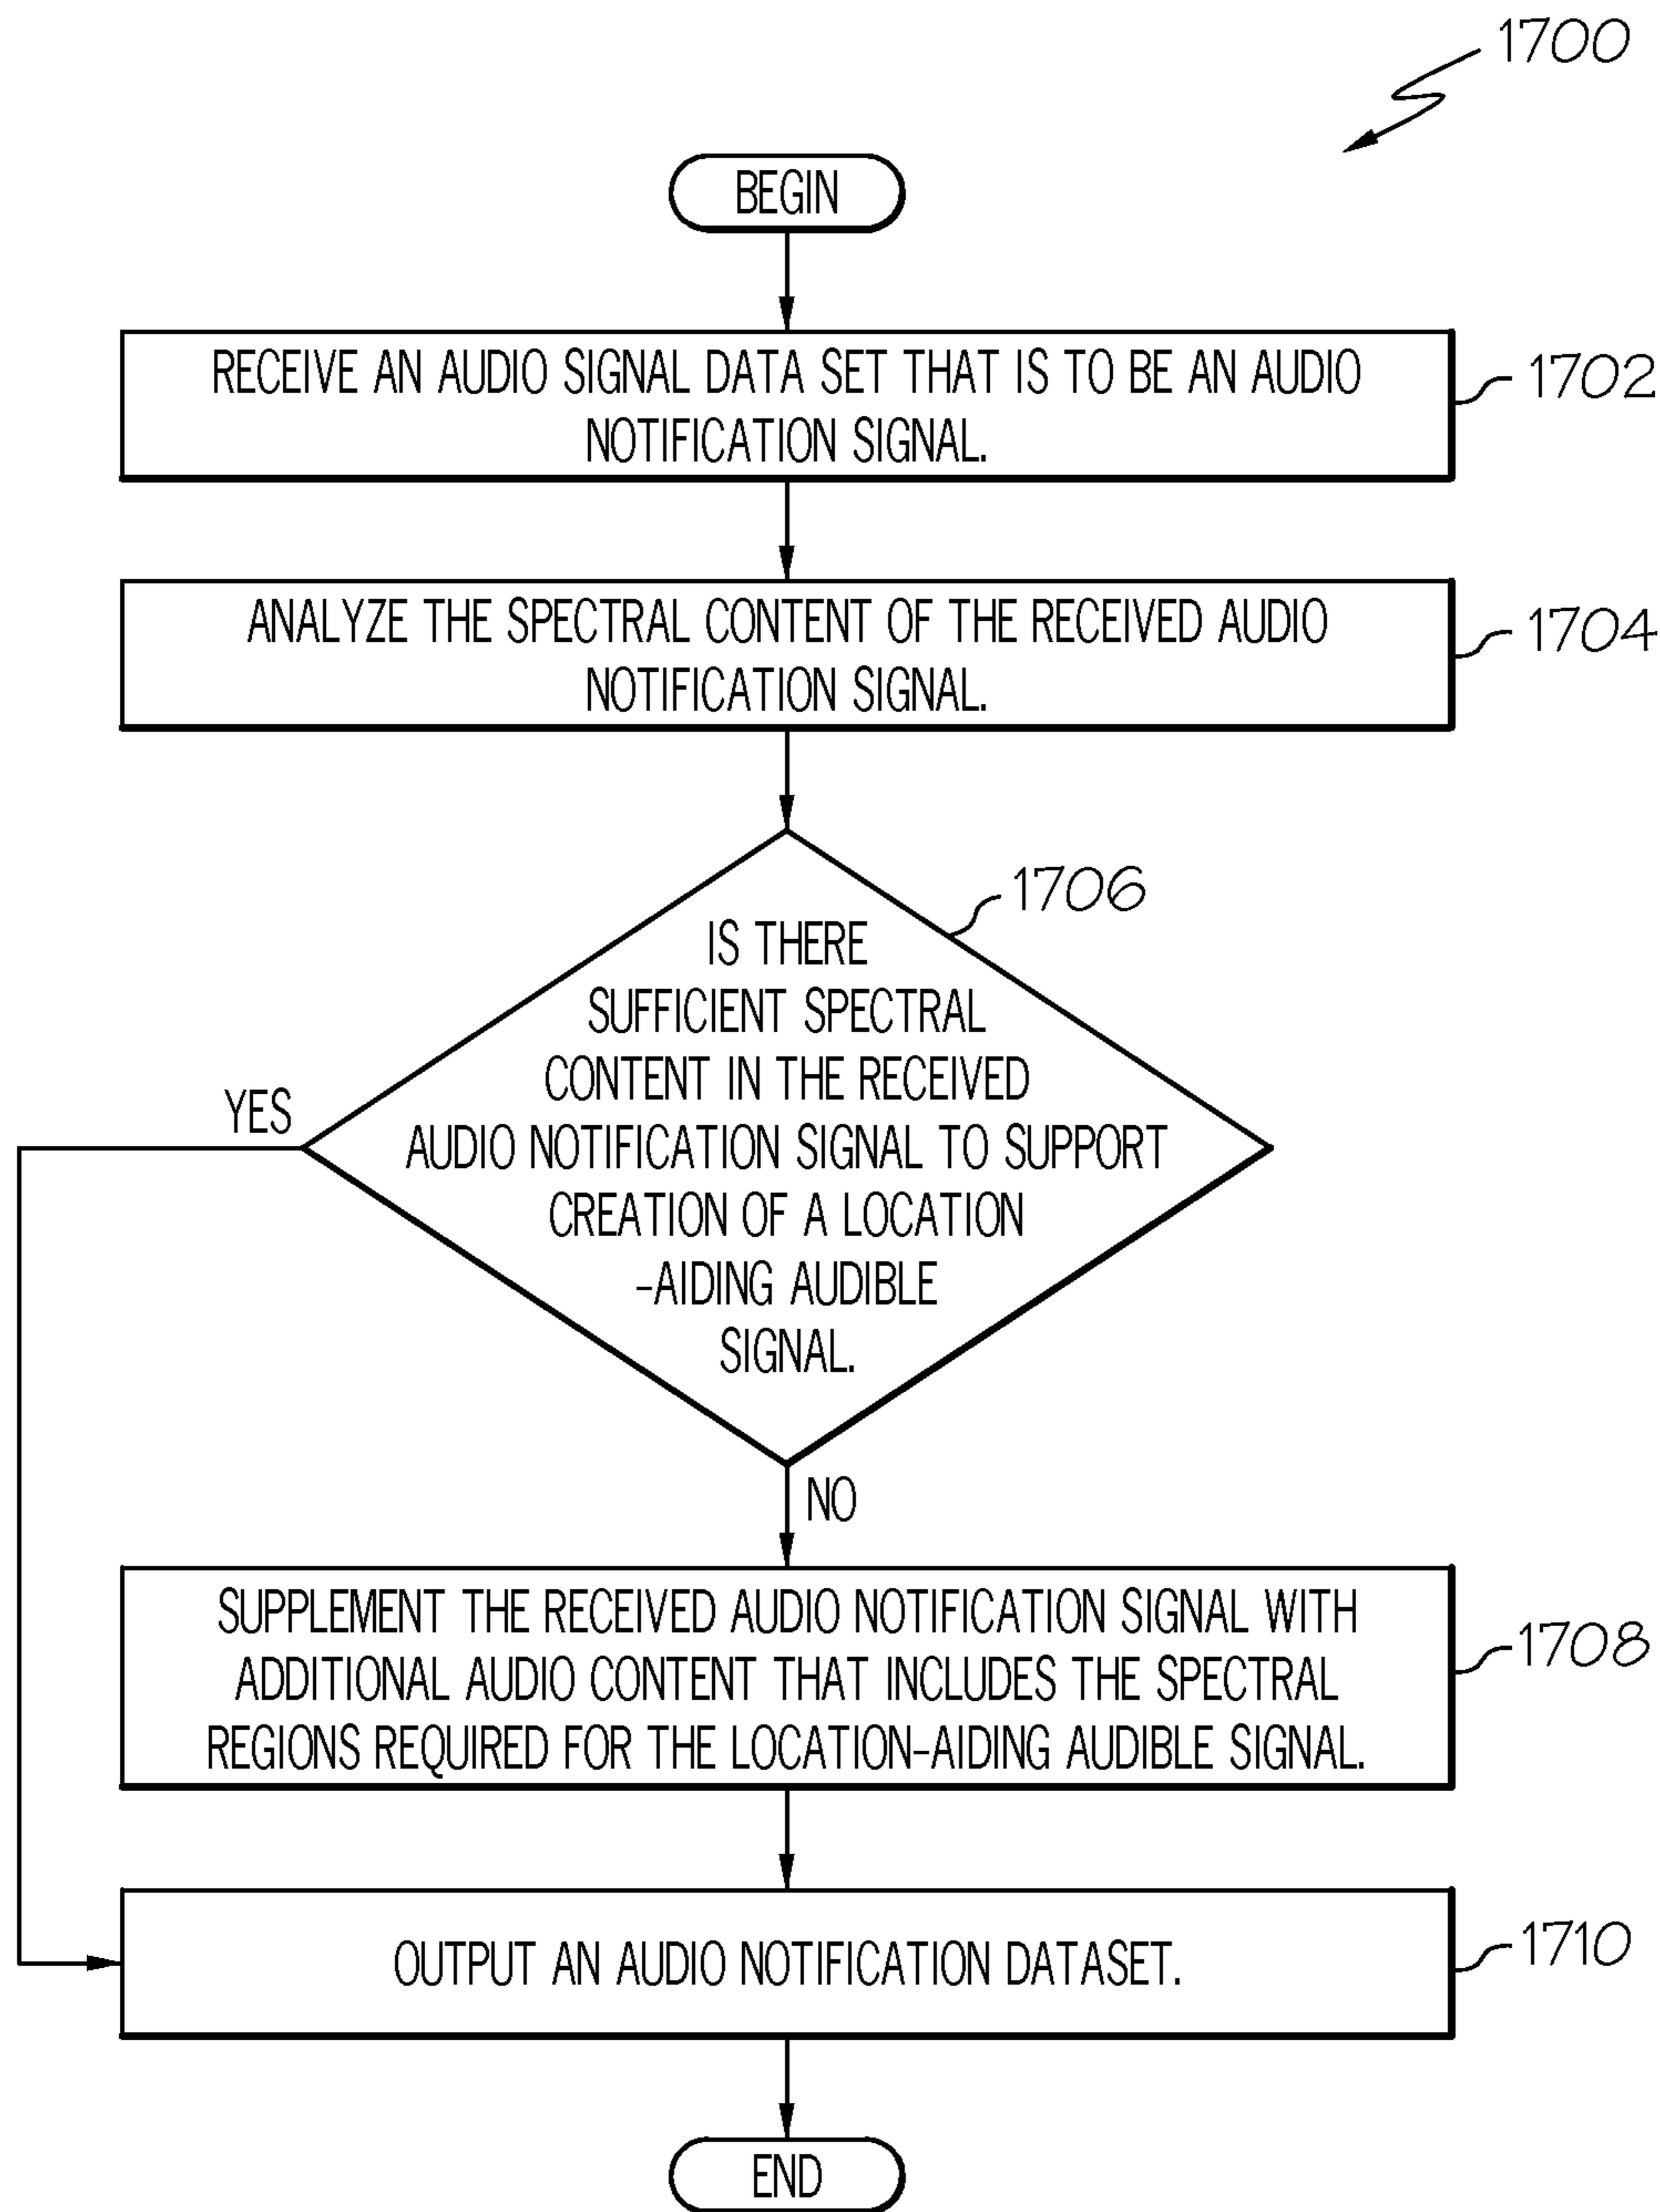 1700
BEGIN
RECEIVE AN AUDIO SIGNAL DATA SET THAT IS TO BE AN AUDIO
NOTIFICATION SIGNAL.
1702
ANALYZE THE SPECTRAL CONTENT OF THE RECEIVED AUDIO
NOTIFICATION SIGNAL.
1704
1706
IS THERE
SUFFICIENT SPECTRAL
CONTENT IN THE RECEIVED
AUDIO NOTIFICATION SIGNAL TO SUPPORT
CREATION OF A LOCATION
-AIDING AUDIBLE
SIGNAL.
YES
NO
SUPPLEMENT THE RECEIVED AUDIO NOTIFICATION SIGNAL WITH
ADDITIONAL AUDIO CONTENT THAT INCLUDES THE SPECTRAL
REGIONS REQUIRED FOR THE LOCATION-AIDING AUDIBLE SIGNAL.
1708
OUTPUT AN AUDIO NOTIFICATION DATASET.
1710
END